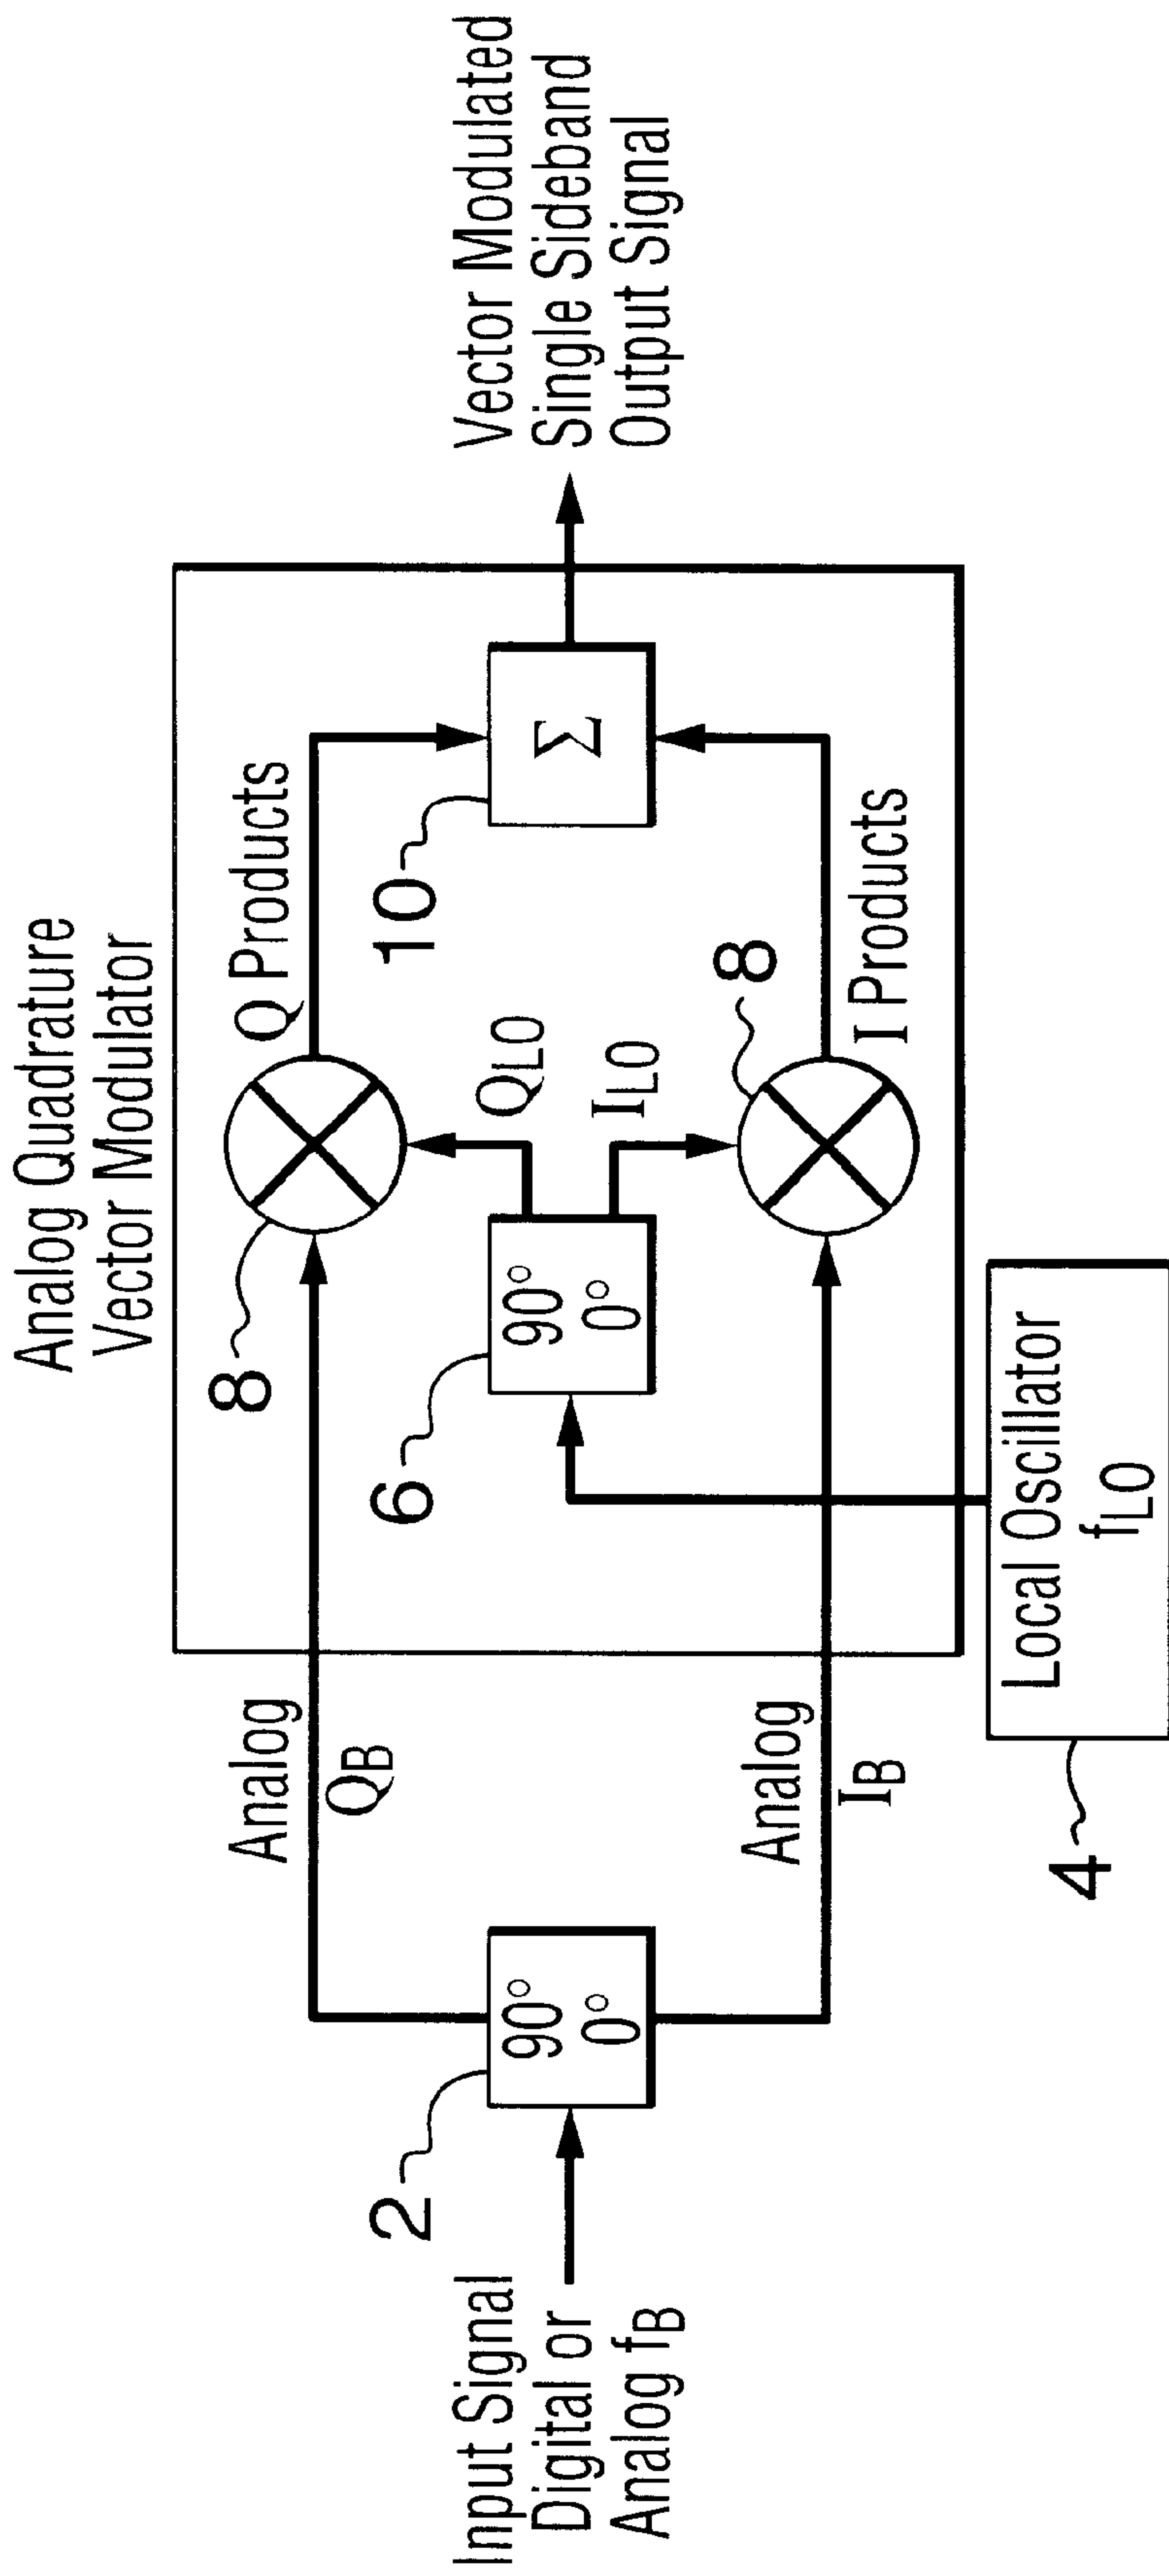 Analog Quadrature
Vector Modulator
Input Signal
Digital or
Analog fB
2
90°
0°
Analog
QB
Analog
IB
4
Local Oscillator
fLO
8
6
90°
0°
QLO
ILO
8
Q Products
I Products
10
Σ
Vector Modulated
Single Sideband
Output Signal